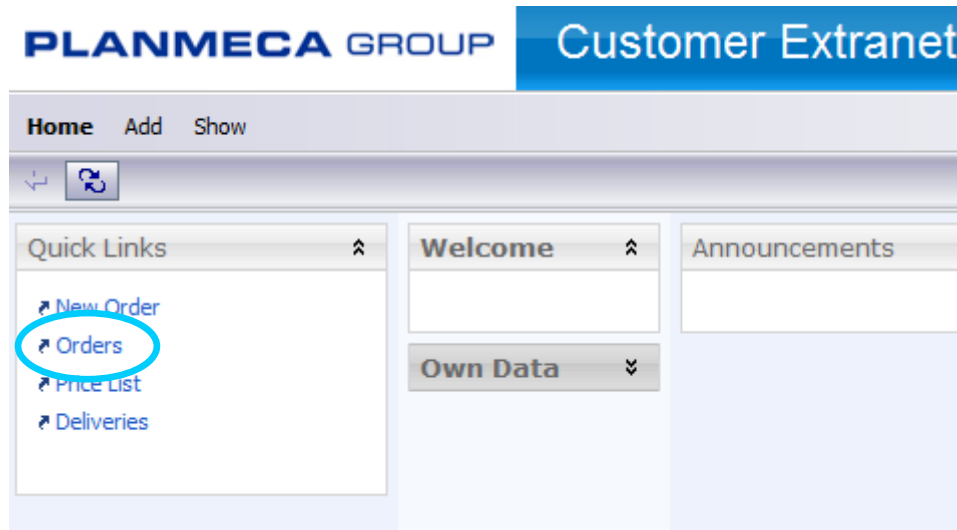 PLANMECA GROUP
Customer Extranet
Home Add Show
Quick Links
New Order
Orders
Price List
Deliveries
Welcome
Own Data
Announcements